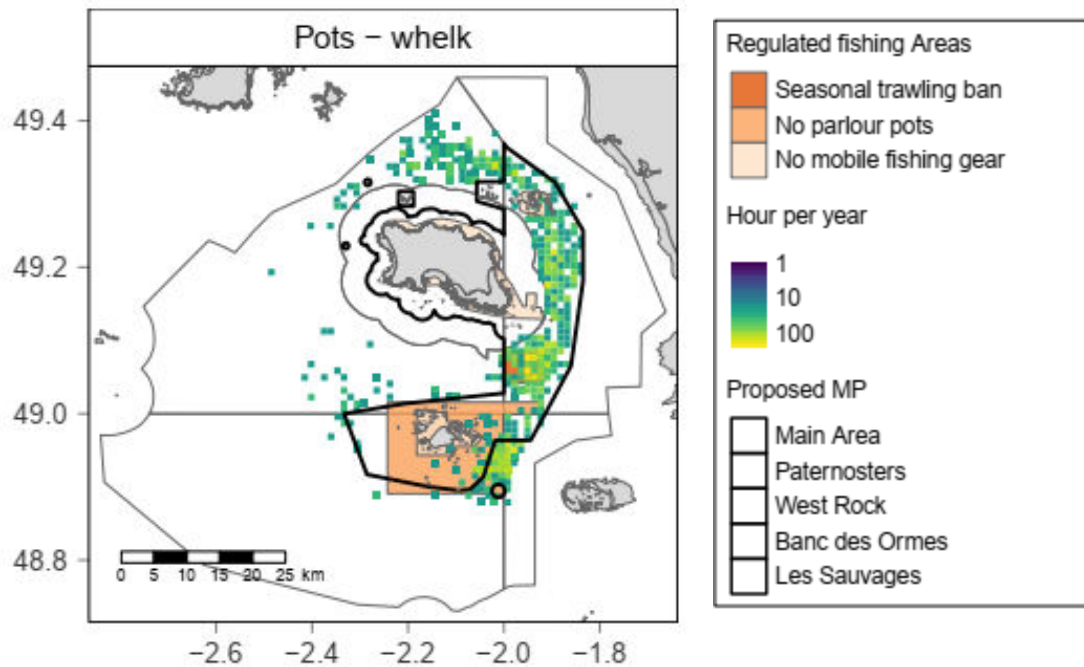 Pots − whelk
49.4
49.2
49.0
48.8
0 5 10 15 20 25 km
−2.6 −2.4 −2.2 −2.0 −1.8
Regulated fishing Areas
Seasonal trawling ban
No parlour pots
No mobile fishing gear
Hour per year
1
10
100
Proposed MP
Main Area
Paternosters
West Rock
Banc des Ormes
Les Sauvages